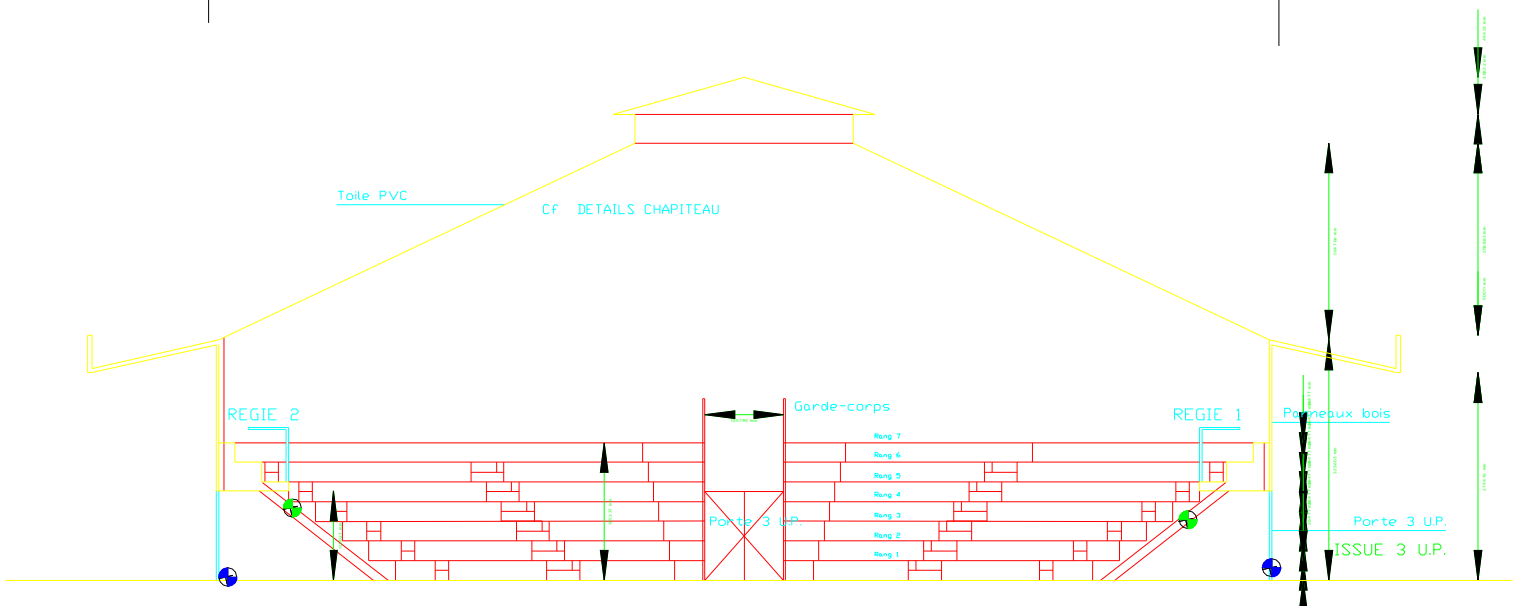 Toile PVC
Cf DETAILS CHAPITEAU
Garde-corps
REGIE 2
REGIE 1
Panneaux bois
Rang 7
Rang 6
Rang 5
Rang 4
Rang 3
Porte 3 U.P.
Porte 3 U.P.
Rang 2
Rang 1
ISSUE 3 U.P.